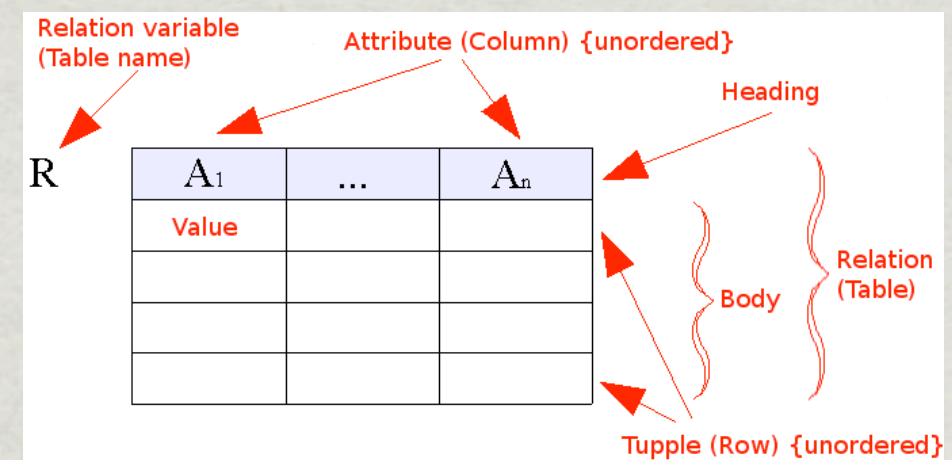 Relation variable
(Table name)
Attribute (Column) {unordered}
Heading
R
A1 ... An
Value
Body
Relation
(Table)
Tupple (Row) {unordered}